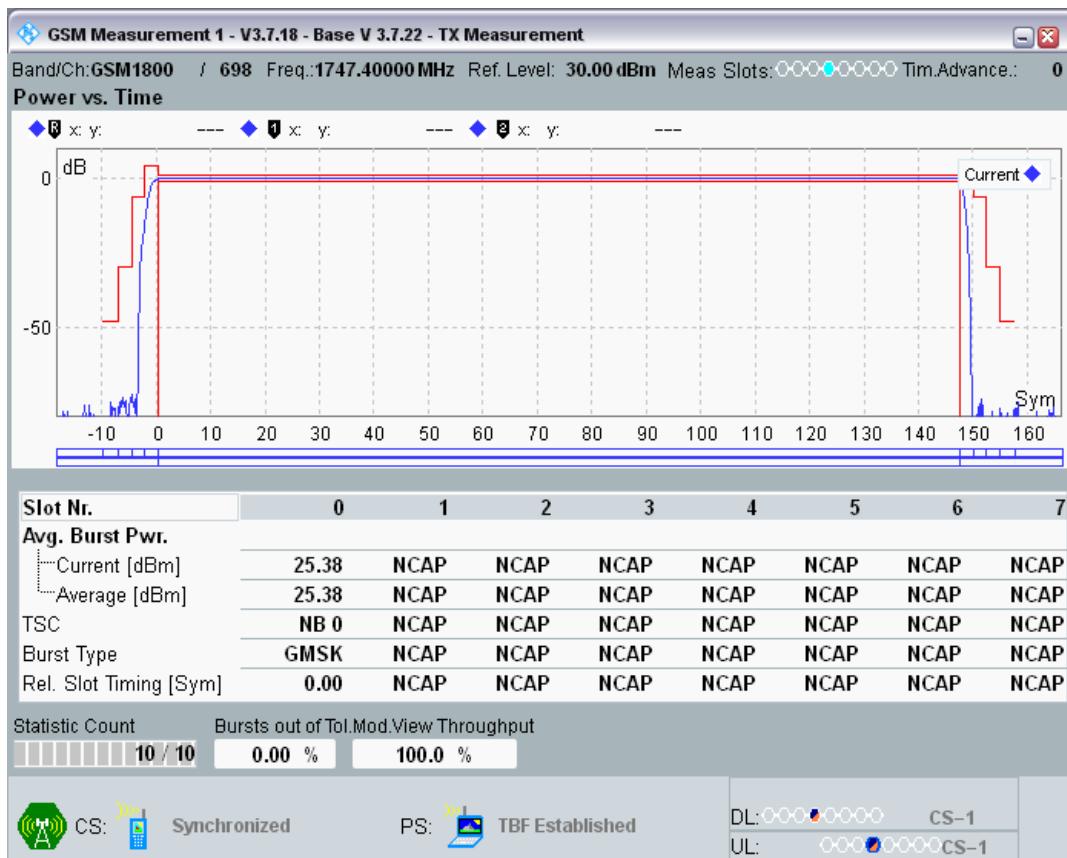 GSM Measurement 1 - V3.7.18 - Base V 3.7.22 - TX Measurement
Band/Ch:GSM1800 / 698 Freq.:1747.40000 MHz Ref. Level: 30.00 dBm Meas Slots: Tim.Advance.: 0
Power vs. Time
R x: y: --- 1 x: y: --- 2 x: y: ---
dB
Current
0
-50
Sym
-10 0 10 20 30 40 50 60 70 80 90 100 110 120 130 140 150 160
Slot Nr. 0 1 2 3 4 5 6 7
Avg. Burst Pwr.
Current [dBm] 25.38 NCAP NCAP NCAP NCAP NCAP NCAP NCAP
Average [dBm] 25.38 NCAP NCAP NCAP NCAP NCAP NCAP NCAP
TSC NB 0 NCAP NCAP NCAP NCAP NCAP NCAP NCAP
Burst Type GMSK NCAP NCAP NCAP NCAP NCAP NCAP NCAP
Rel. Slot Timing [Sym] 0.00 NCAP NCAP NCAP NCAP NCAP NCAP NCAP
Statistic Count Bursts out of Tol. Mod.View Throughput
10 / 10 0.00 % 100.0 %
CS: Synchronized PS: TBF Established DL: CS-1
UL: CS-1